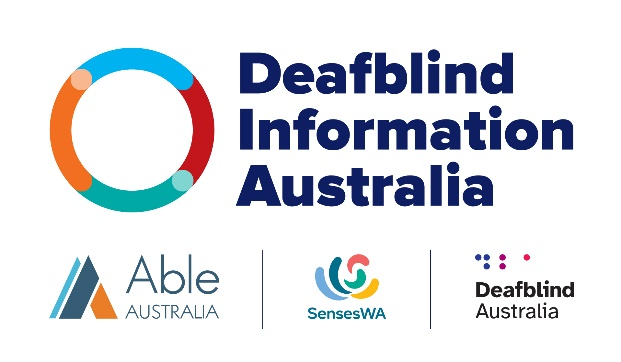 Deafblind
Information
Australia
Able
AUSTRALIA
SensesWA
Deafblind
Australia